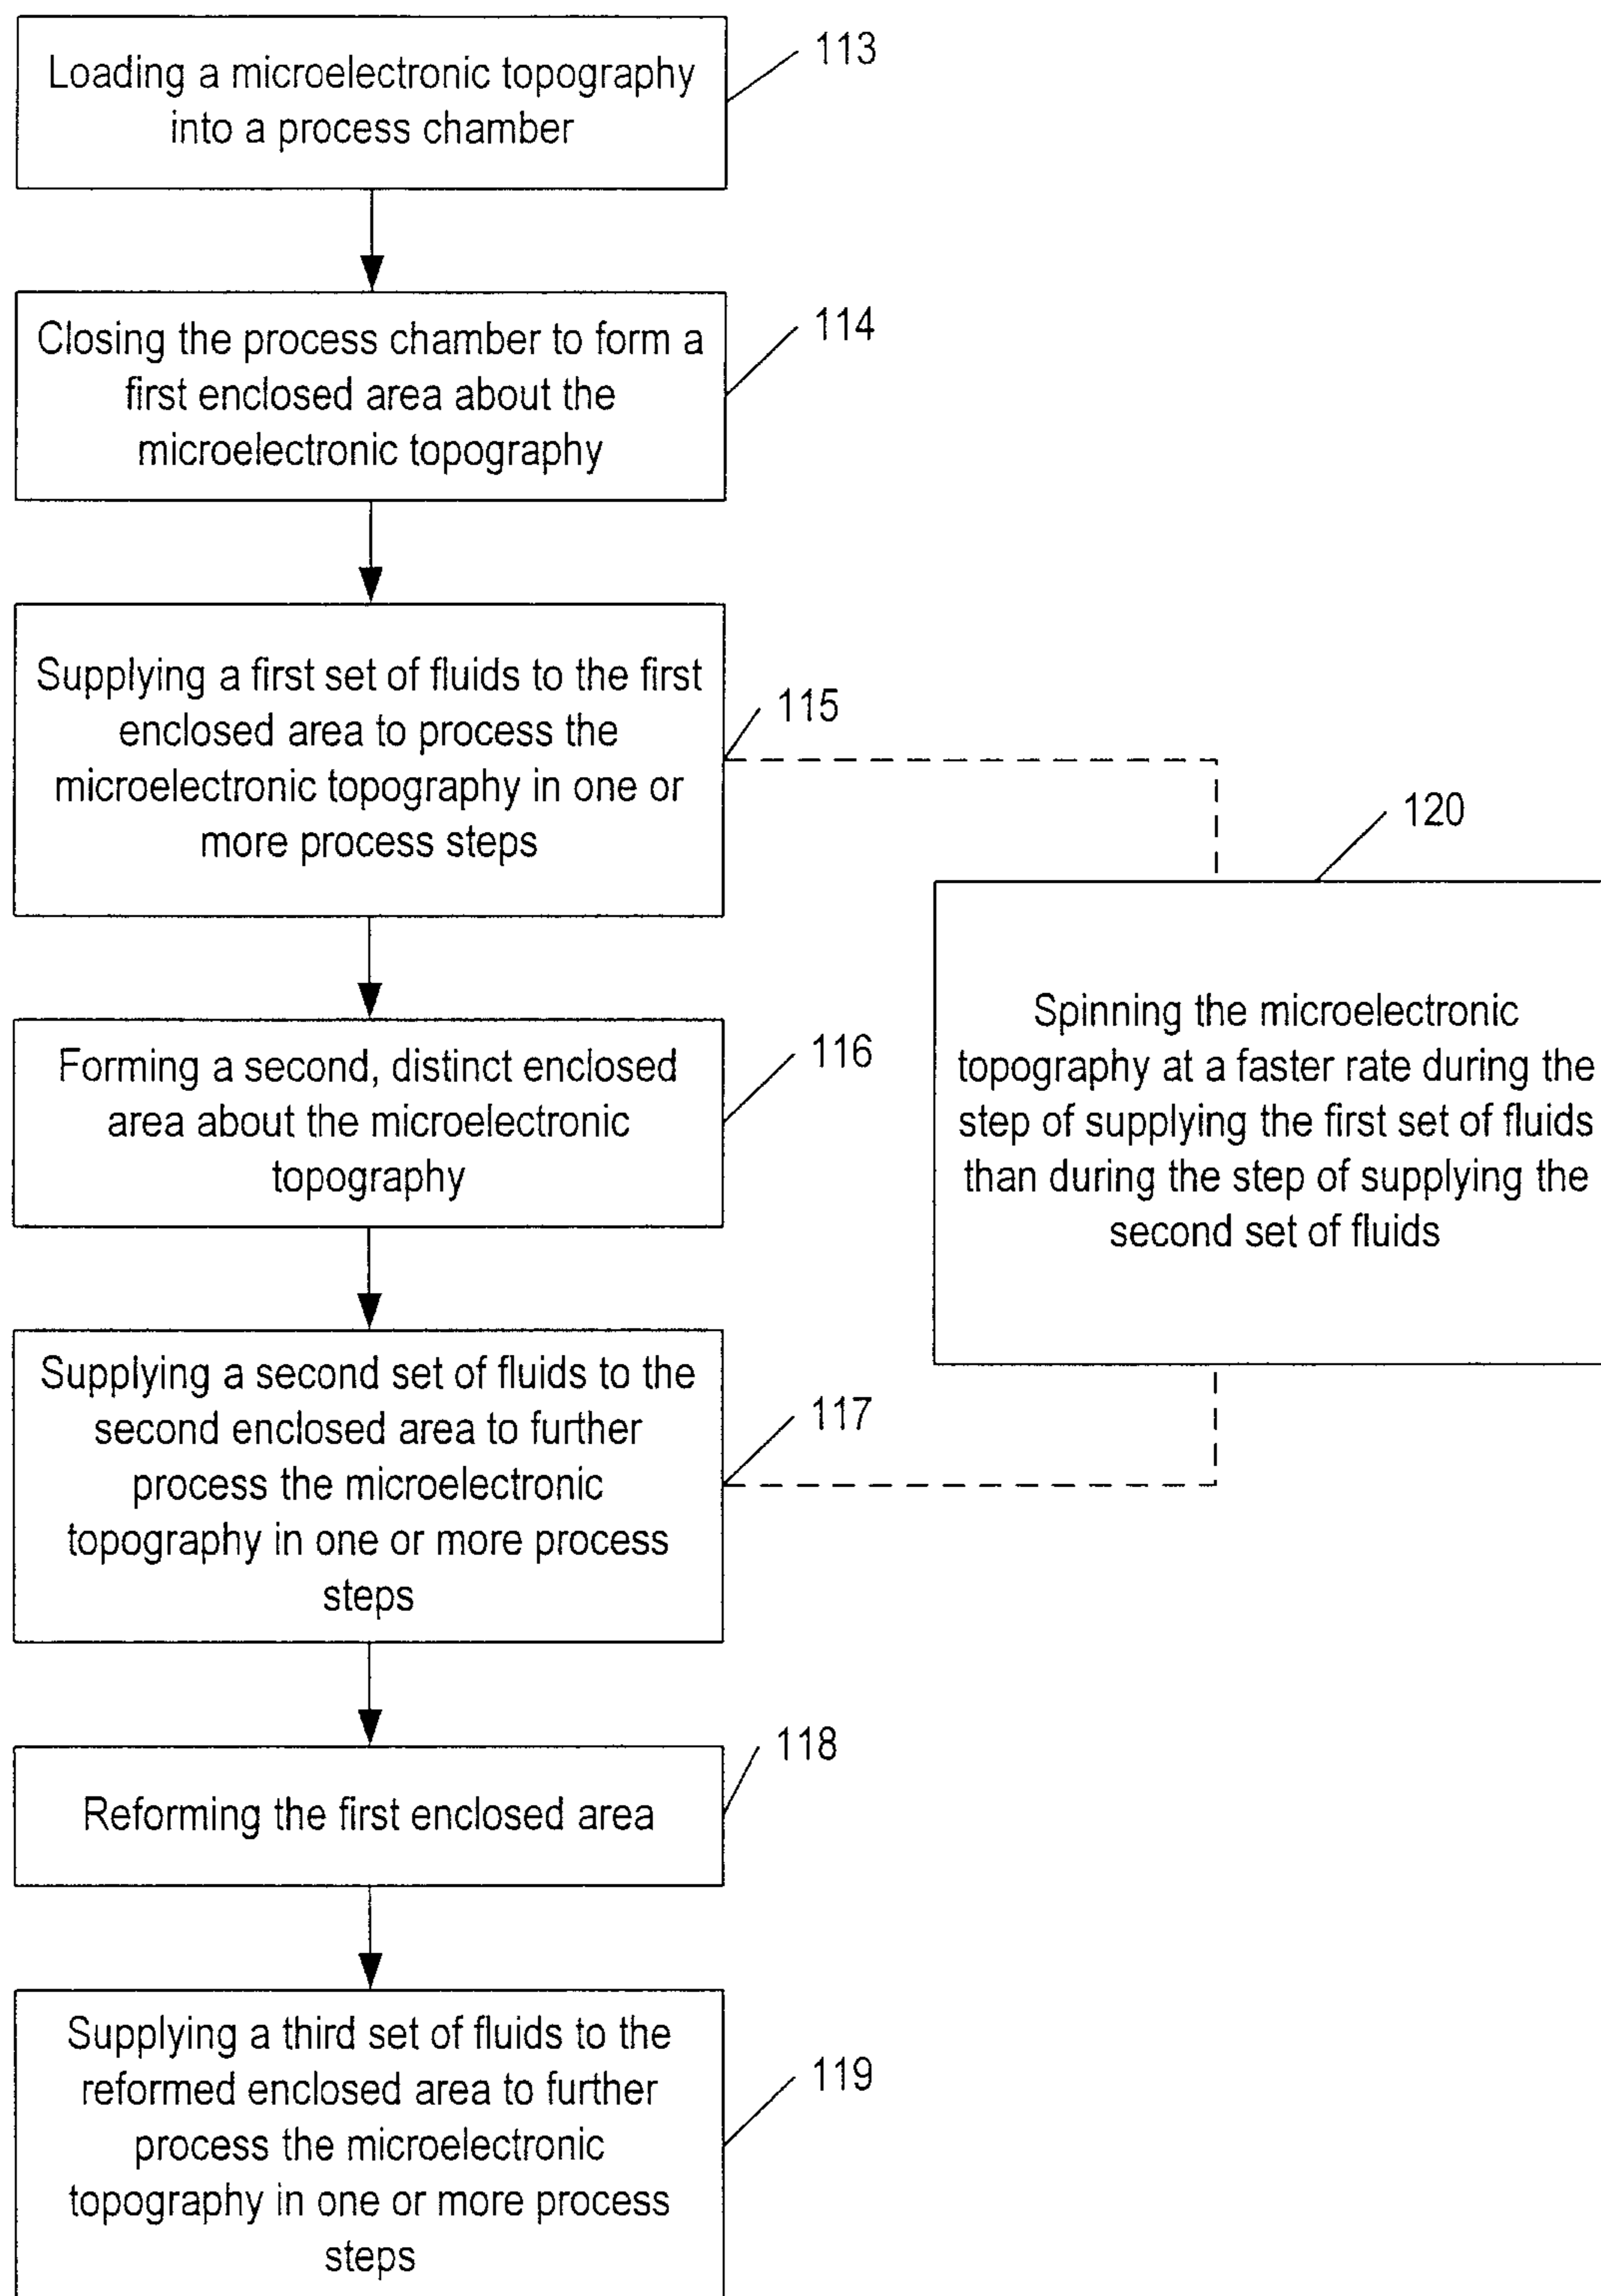 Loading a microelectronic topography
into a process chamber
113
Closing the process chamber to form a
first enclosed area about the
microelectronic topography
114
Supplying a first set of fluids to the first
enclosed area to process the
microelectronic topography in one or
more process steps
115
120
Spinning the microelectronic
topography at a faster rate during the
step of supplying the first set of fluids
than during the step of supplying the
second set of fluids
Forming a second, distinct enclosed
area about the microelectronic
topography
116
Supplying a second set of fluids to the
second enclosed area to further
process the microelectronic
topography in one or more process
steps
117
Reforming the first enclosed area
118
Supplying a third set of fluids to the
reformed enclosed area to further
process the microelectronic
topography in one or more process
steps
119